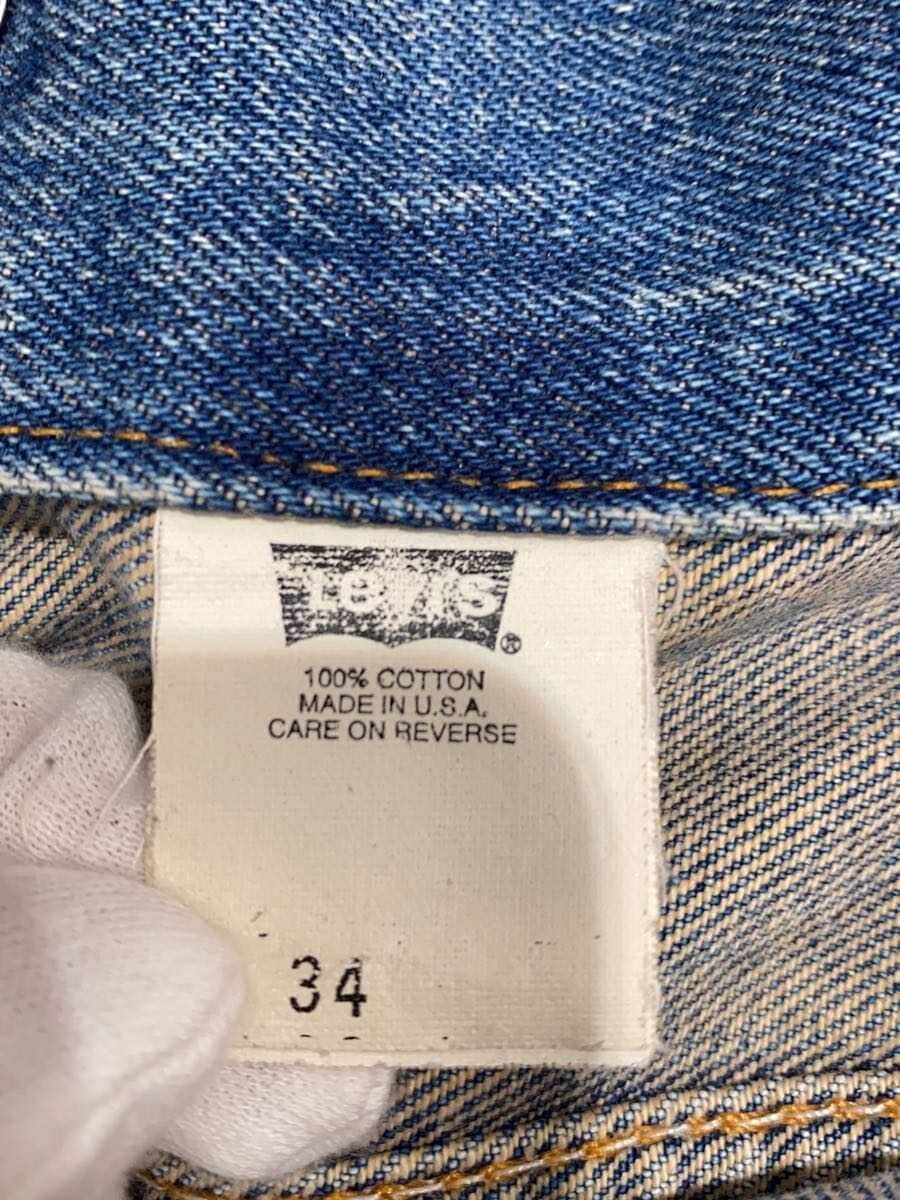 Levi's
®
100% COTTON
MADE IN U.S.A.
CARE ON REVERSE
34